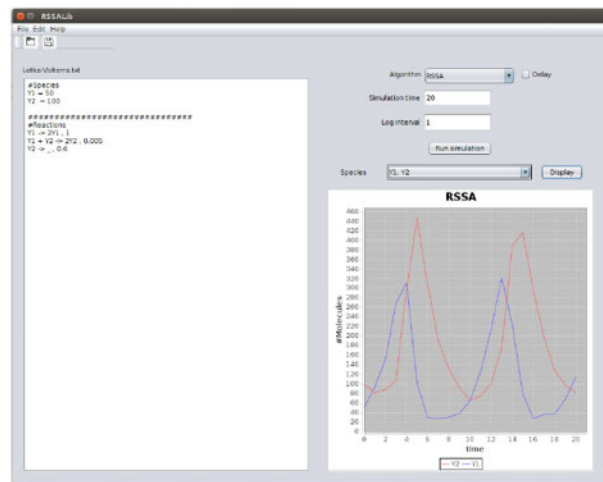 RSSALib
File Edit Help
Lotka-Volterra.txt
#Species
Y1 = 50
Y2 = 100
###############################
#Reactions
Y1 -> 2Y1 , 1
Y1 + Y2 -> 2Y2 , 0.005
Y2 -> _ , 0.6
Algorithm RSSA Delay
Simulation time 20
Log interval 1
Run simulation
Species Y1, Y2 Display
RSSA
#Molecules
460
440
420
400
380
360
340
320
300
280
260
240
220
200
180
160
140
120
100
80
60
40
20
0
0 2 4 6 8 10 12 14 16 18 20
time
Y2 Y1